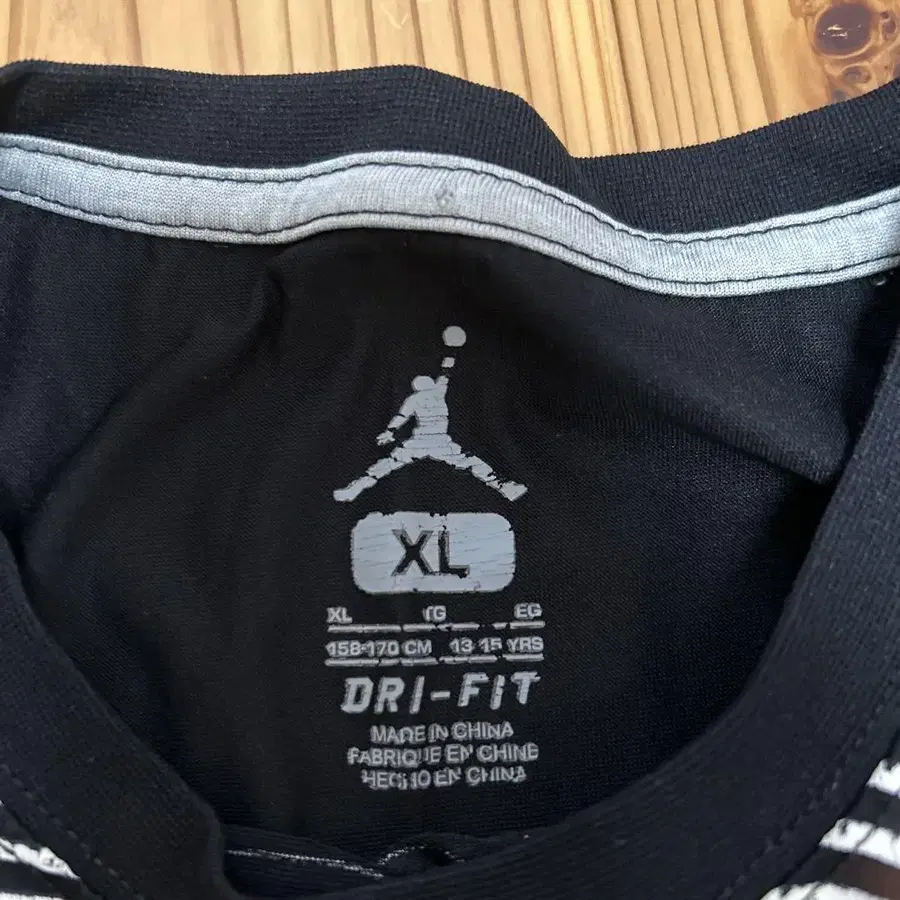 XL
XL TG EG
158-170 CM 13 15 YRS
DRI-FIT
MADE IN CHINA
FABRIQUE EN CHINE
HECHO EN CHINA